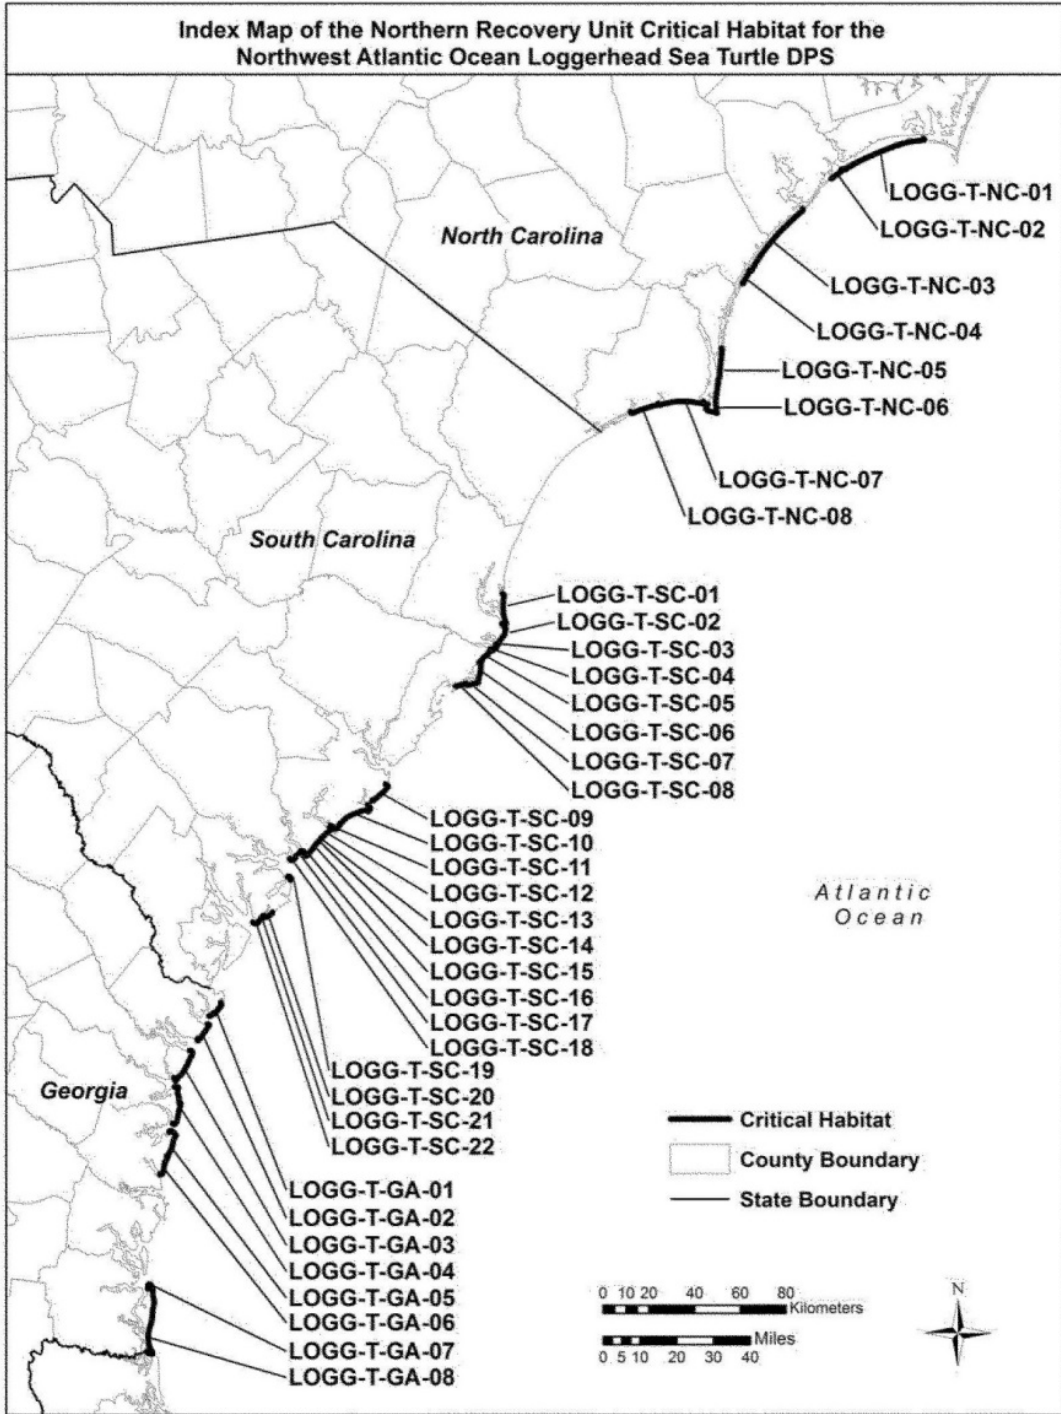 Index Map of the Northern Recovery Unit Critical Habitat for the
Northwest Atlantic Ocean Loggerhead Sea Turtle DPS
LOGG-T-NC-01
LOGG-T-NC-02
North Carolina
LOGG-T-NC-03
LOGG-T-NC-04
LOGG-T-NC-05
LOGG-T-NC-06
LOGG-T-NC-07
LOGG-T-NC-08
South Carolina
LOGG-T-SC-01
LOGG-T-SC-02
LOGG-T-SC-03
LOGG-T-SC-04
LOGG-T-SC-05
LOGG-T-SC-06
LOGG-T-SC-07
LOGG-T-SC-08
LOGG-T-SC-09
LOGG-T-SC-10
LOGG-T-SC-11
LOGG-T-SC-12
LOGG-T-SC-13
LOGG-T-SC-14
LOGG-T-SC-15
LOGG-T-SC-16
LOGG-T-SC-17
LOGG-T-SC-18
Atlantic
Ocean
LOGG-T-SC-19
LOGG-T-SC-20
LOGG-T-SC-21
LOGG-T-SC-22
Georgia
LOGG-T-GA-01
LOGG-T-GA-02
LOGG-T-GA-03
LOGG-T-GA-04
LOGG-T-GA-05
LOGG-T-GA-06
LOGG-T-GA-07
LOGG-T-GA-08
Critical Habitat
County Boundary
State Boundary
0 10 20 40 60 80
Kilometers
Miles
0 5 10 20 30 40
N